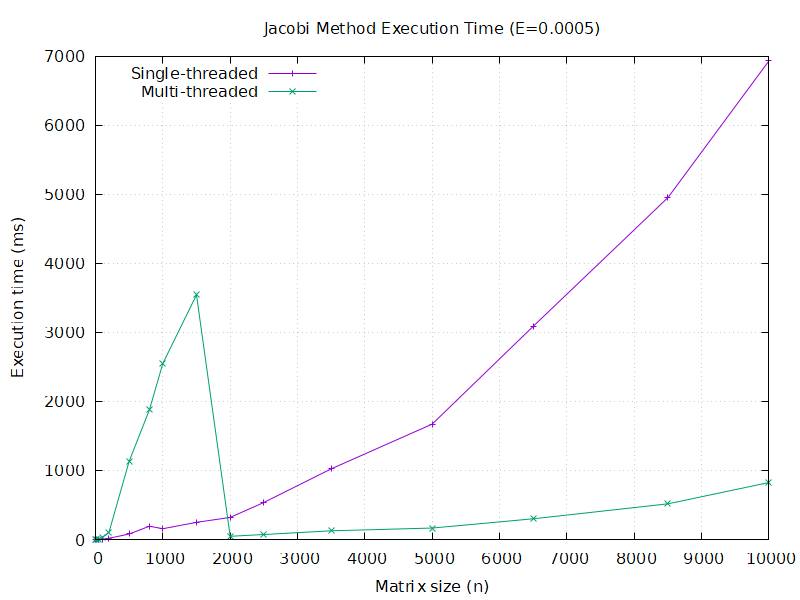 Jacobi Method Execution Time (E=0.0005)
7000
6000
5000
4000
3000
2000
1000
0
Execution time (ms)
Single-threaded
Multi-threaded
0 1000 2000 3000 4000 5000 6000 7000 8000 9000 10000
Matrix size (n)